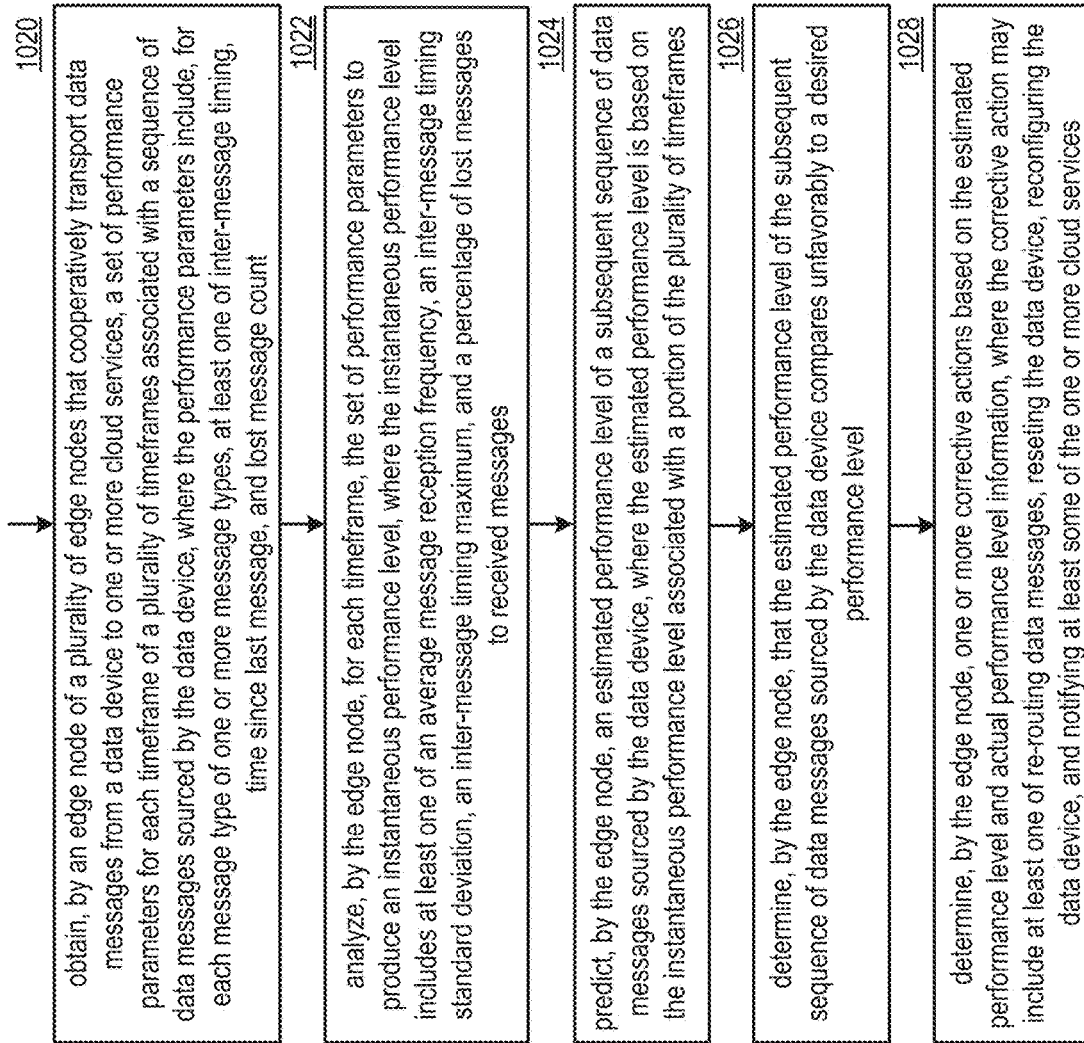 1020
obtain, by an edge node of a plurality of edge nodes that cooperatively transport data
messages from a data device to one or more cloud services, a set of performance
parameters for each timeframe of a plurality of timeframes associated with a sequence of
data messages sourced by the data device, where the performance parameters include, for
each message type of one or more message types, at least one of inter-message timing,
time since last message, and lost message count
1022
analyze, by the edge node, for each timeframe, the set of performance parameters to
produce an instantaneous performance level, where the instantaneous performance level
includes at least one of an average message reception frequency, an inter-message timing
standard deviation, an inter-message timing maximum, and a percentage of lost messages
to received messages
1024
predict, by the edge node, an estimated performance level of a subsequent sequence of data
messages sourced by the data device, where the estimated performance level is based on
the instantaneous performance level associated with a portion of the plurality of timeframes
1026
determine, by the edge node, that the estimated performance level of the subsequent
sequence of data messages sourced by the data device compares unfavorably to a desired
performance level
1028
determine, by the edge node, one or more corrective actions based on the estimated
performance level and actual performance level information, where the corrective action may
include at least one of re-routing data messages, reseting the data device, reconfiguring the
data device, and notifying at least some of the one or more cloud services